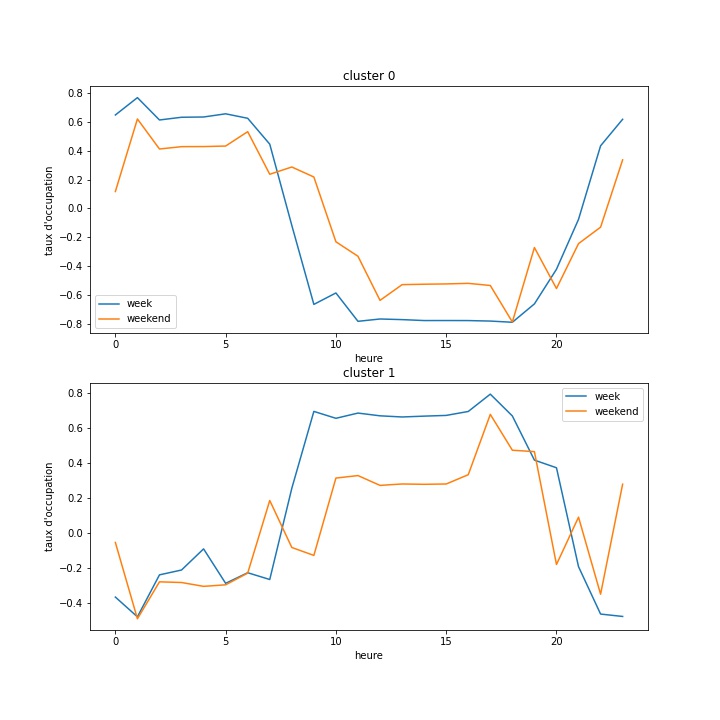 cluster 0
0.8
0.6
0.4
0.2
0.0
−0.2
−0.4
−0.6
−0.8
taux d'occupation
week
weekend
0 5 10 15 20
heure
cluster 1
0.8
0.6
0.4
0.2
0.0
−0.2
−0.4
taux d'occupation
week
weekend
0 5 10 15 20
heure